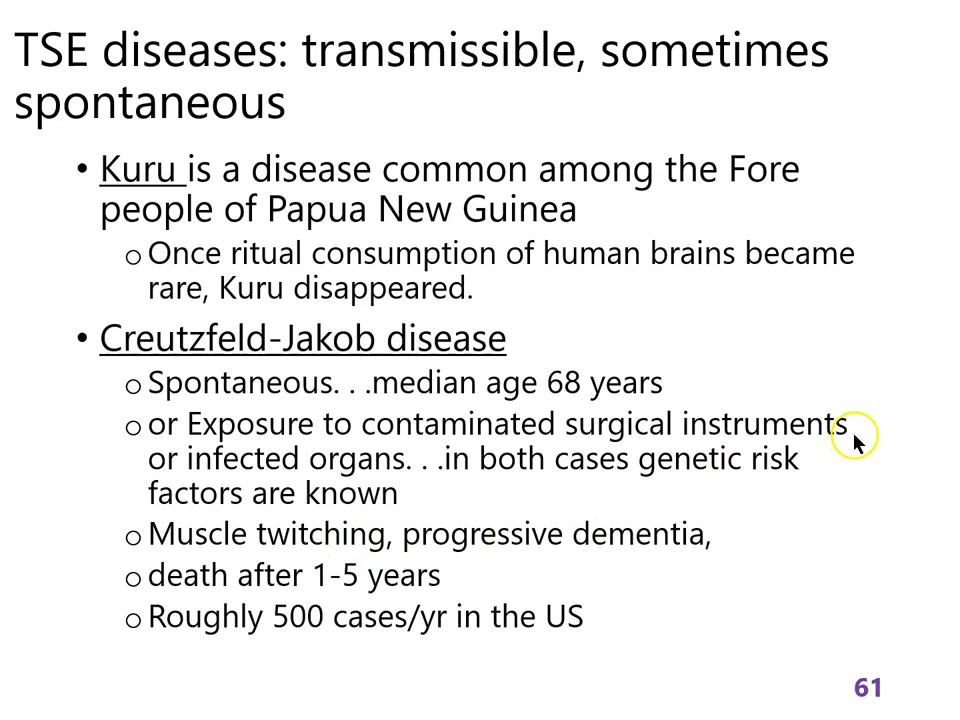 TSE diseases: transmissible, sometimes
spontaneous
• Kuru is a disease common among the Fore
people of Papua New Guinea
o Once ritual consumption of human brains became
rare, Kuru disappeared.
• Creutzfeld-Jakob disease
o Spontaneous. . .median age 68 years
o or Exposure to contaminated surgical instruments
or infected organs. . .in both cases genetic risk
factors are known
o Muscle twitching, progressive dementia,
o death after 1-5 years
o Roughly 500 cases/yr in the US
61